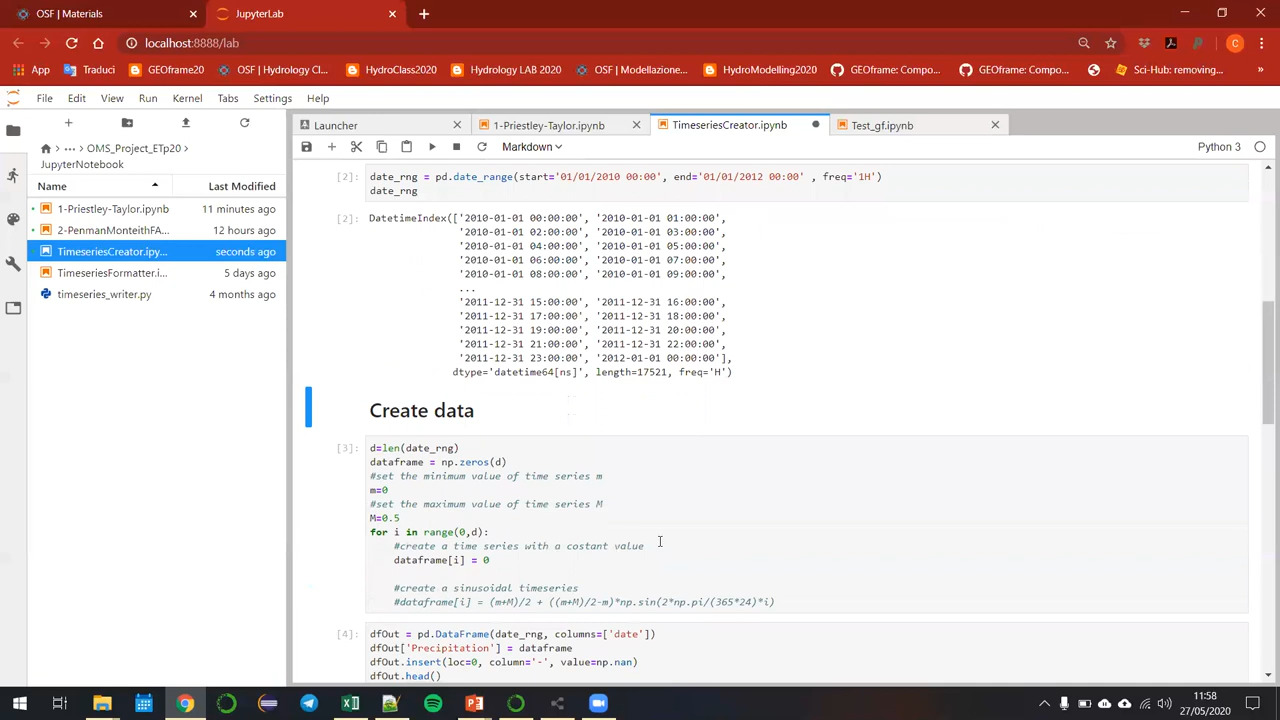 OSF | Materials
JupyterLab
localhost:8888/lab
App
Traduci
GEOframe20
OSF | Hydrology Cl...
HydroClass2020
Hydrology LAB 2020
OSF | Modellazione...
HydroModelling2020
GEOframe: Compo...
GEOframe: Compo...
Sci-Hub: removing...
File
Edit
View
Run
Kernel
Tabs
Settings
Help
Launcher
1-Priestley-Taylor.ipynb
TimeseriesCreator.ipynb
Test_gf.ipynb
Markdown
Python 3
... > OMS_Project_ETp20 >
JupyterNotebook
Name
Last Modified
1-Priestley-Taylor.ipynb 11 minutes ago
2-PenmanMonteithFA... 12 hours ago
TimeseriesCreator.ipy... seconds ago
TimeseriesFormatter.i... 5 days ago
timeseries_writer.py 4 months ago
[2]: date_rng = pd.date_range(start='01/01/2010 00:00', end='01/01/2012 00:00' , freq='1H')
date_rng
[2]: DatetimeIndex(['2010-01-01 00:00:00', '2010-01-01 01:00:00',
'2010-01-01 02:00:00', '2010-01-01 03:00:00',
'2010-01-01 04:00:00', '2010-01-01 05:00:00',
'2010-01-01 06:00:00', '2010-01-01 07:00:00',
'2010-01-01 08:00:00', '2010-01-01 09:00:00',
...
'2011-12-31 15:00:00', '2011-12-31 16:00:00',
'2011-12-31 17:00:00', '2011-12-31 18:00:00',
'2011-12-31 19:00:00', '2011-12-31 20:00:00',
'2011-12-31 21:00:00', '2011-12-31 22:00:00',
'2011-12-31 23:00:00', '2012-01-01 00:00:00'],
dtype='datetime64[ns]', length=17521, freq='H')
Create data
[3]: d=len(date_rng)
dataframe = np.zeros(d)
#set the minimum value of time series m
m=0
#set the maximum value of time series M
M=0.5
for i in range(0,d):
#create a time series with a costant value
dataframe[i] = 0
#create a sinusoidal timeseries
#dataframe[i] = (m+M)/2 + ((m+M)/2-m)*np.sin(2*np.pi/(365*24)*i)
[4]: dfOut = pd.DataFrame(date_rng, columns=['date'])
dfOut['Precipitation'] = dataframe
dfOut.insert(loc=0, column='-', value=np.nan)
dfOut.head()
11:58
27/05/2020